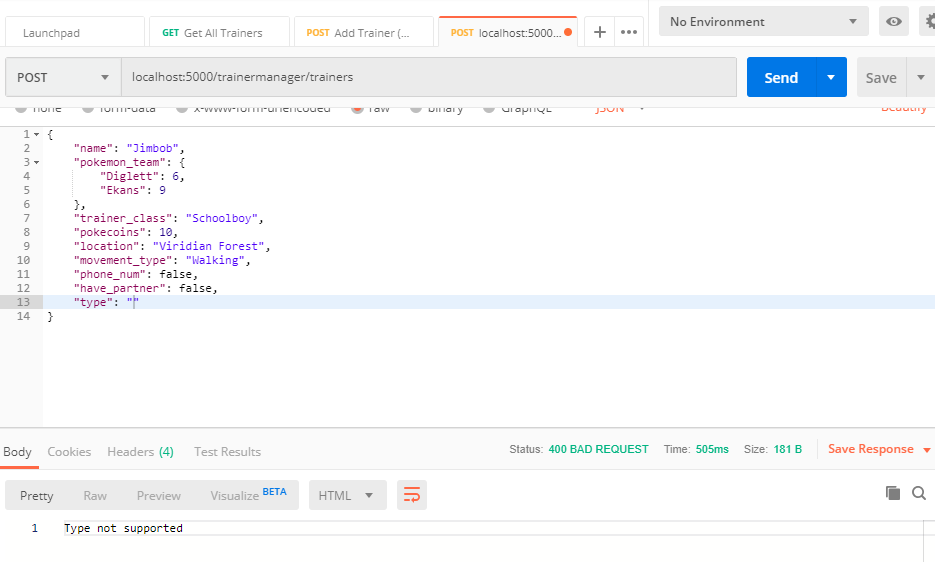 Launchpad
GET Get All Trainers
POST Add Trainer (...
POST localhost:5000...
No Environment
POST
localhost:5000/trainermanager/trainers
Send
Save
none form-data x-www-form-urlencoded raw binary GraphQL JSON Beautify
1 {
2 "name": "Jimbob",
3 "pokemon_team": {
4 "Diglett": 6,
5 "Ekans": 9
6 },
7 "trainer_class": "Schoolboy",
8 "pokecoins": 10,
9 "location": "Viridian Forest",
10 "movement_type": "Walking",
11 "phone_num": false,
12 "have_partner": false,
13 "type": ""
14 }
Body Cookies Headers (4) Test Results Status: 400 BAD REQUEST Time: 505ms Size: 181 B Save Response
Pretty Raw Preview Visualize BETA HTML
1 Type not supported